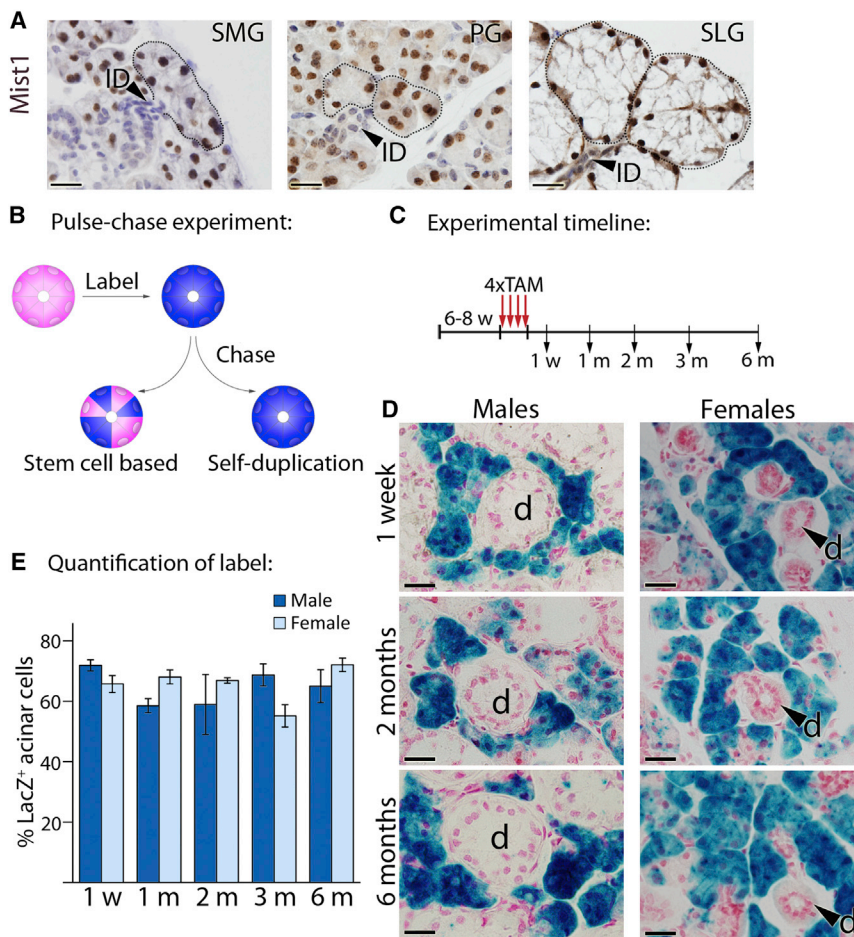 A
Mist1
SMG
ID
PG
ID
SLG
ID
B Pulse-chase experiment:
Label
Chase
Stem cell based
Self-duplication
C Experimental timeline:
4xTAM
6-8 w
1 w 1 m 2 m 3 m 6 m
D
Males Females
1 week
d
d
2 months
d
d
6 months
d
d
E Quantification of label:
Male
Female
% LacZ+ acinar cells
80
60
40
20
1 w 1 m 2 m 3 m 6 m